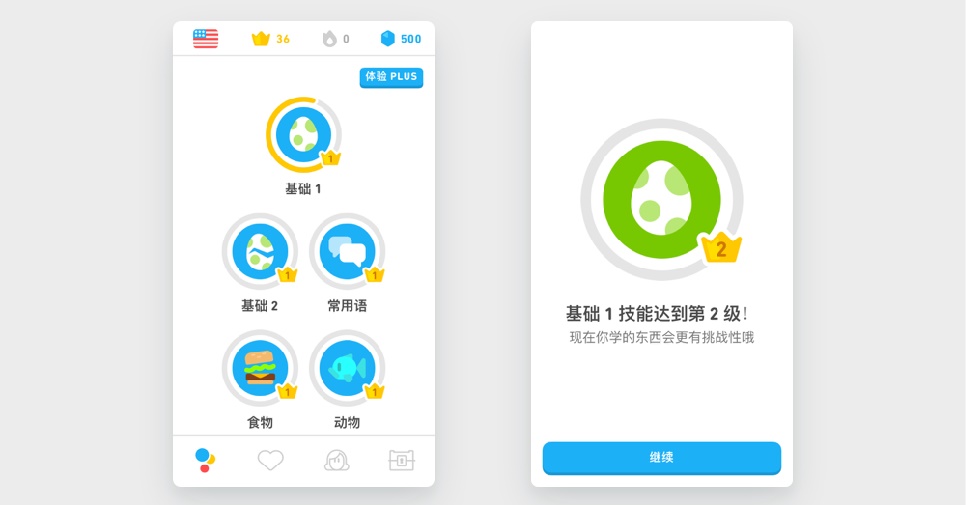 36
0
500
体验 PLUS
1
基础 1
1
1
基础 2
常用语
1
1
食物
动物
2
基础 1 技能达到第 2 级!
现在你学的东西会更有挑战性哦
继续